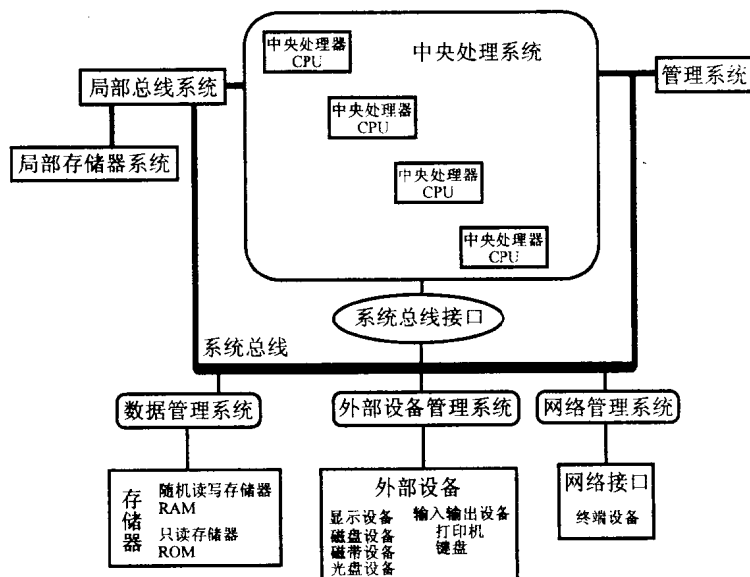 中央处理器
CPU
中央处理系统
局部总线系统
管理系统
中央处理器
CPU
局部存储器系统
中央处理器
CPU
中央处理器
CPU
系统总线接口
系统总线
数据管理系统
外部设备管理系统
网络管理系统
存储器
随机读写存储器
RAM
只读存储器
ROM
外部设备
显示设备
磁盘设备
磁带设备
光盘设备
输入输出设备
打印机
键盘
网络接口
终端设备